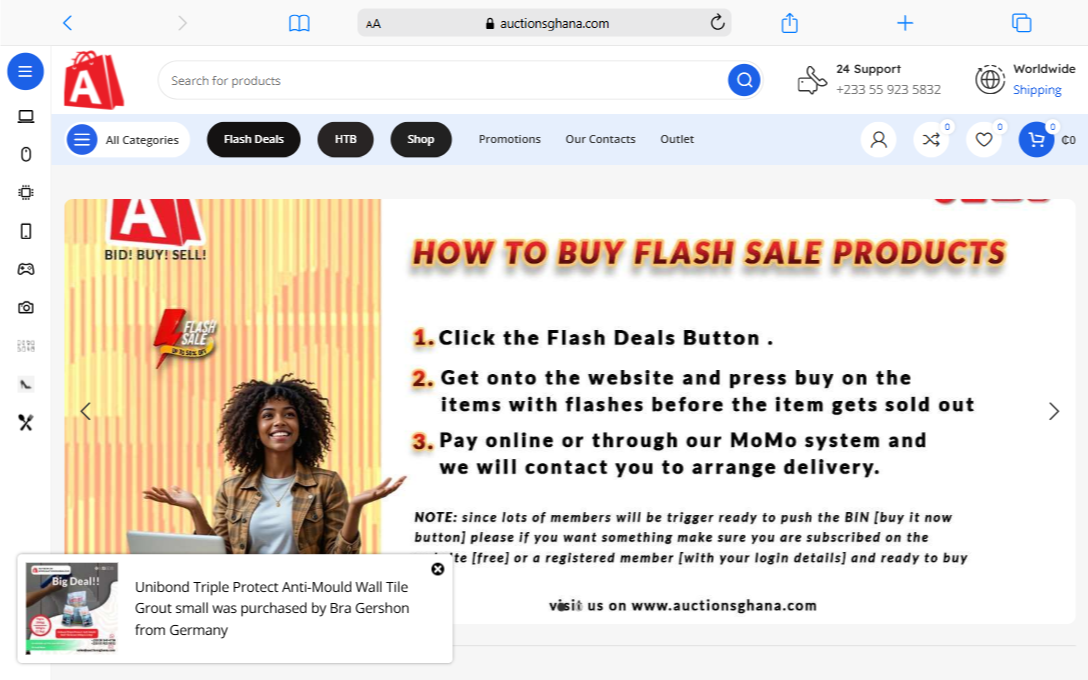 AA
auctionsghana.com
Search for products
24 Support
+233 55 923 5832
Worldwide
Shipping
All Categories
Flash Deals
HTB
Shop
Promotions
Our Contacts
Outlet
0
0
0
₵0
A
BID! BUY! SELL!
FLASH
SALE
UP TO 50% OFF
HOW TO BUY FLASH SALE PRODUCTS
1. Click the Flash Deals Button .
2. Get onto the website and press buy on the
items with flashes before the item gets sold out
3. Pay online or through our MoMo system and
we will contact you to arrange delivery.
NOTE: since lots of members will be trigger ready to push the BIN [buy it now
button] please if you want something make sure you are subscribed on the
[free] or a registered member [with your login details] and ready to buy
visit us on www.auctionsghana.com
Big Deal!!
Unibond Triple Protect Anti-Mould Wall Tile
Grout small was purchased by Bra Gershon
from Germany